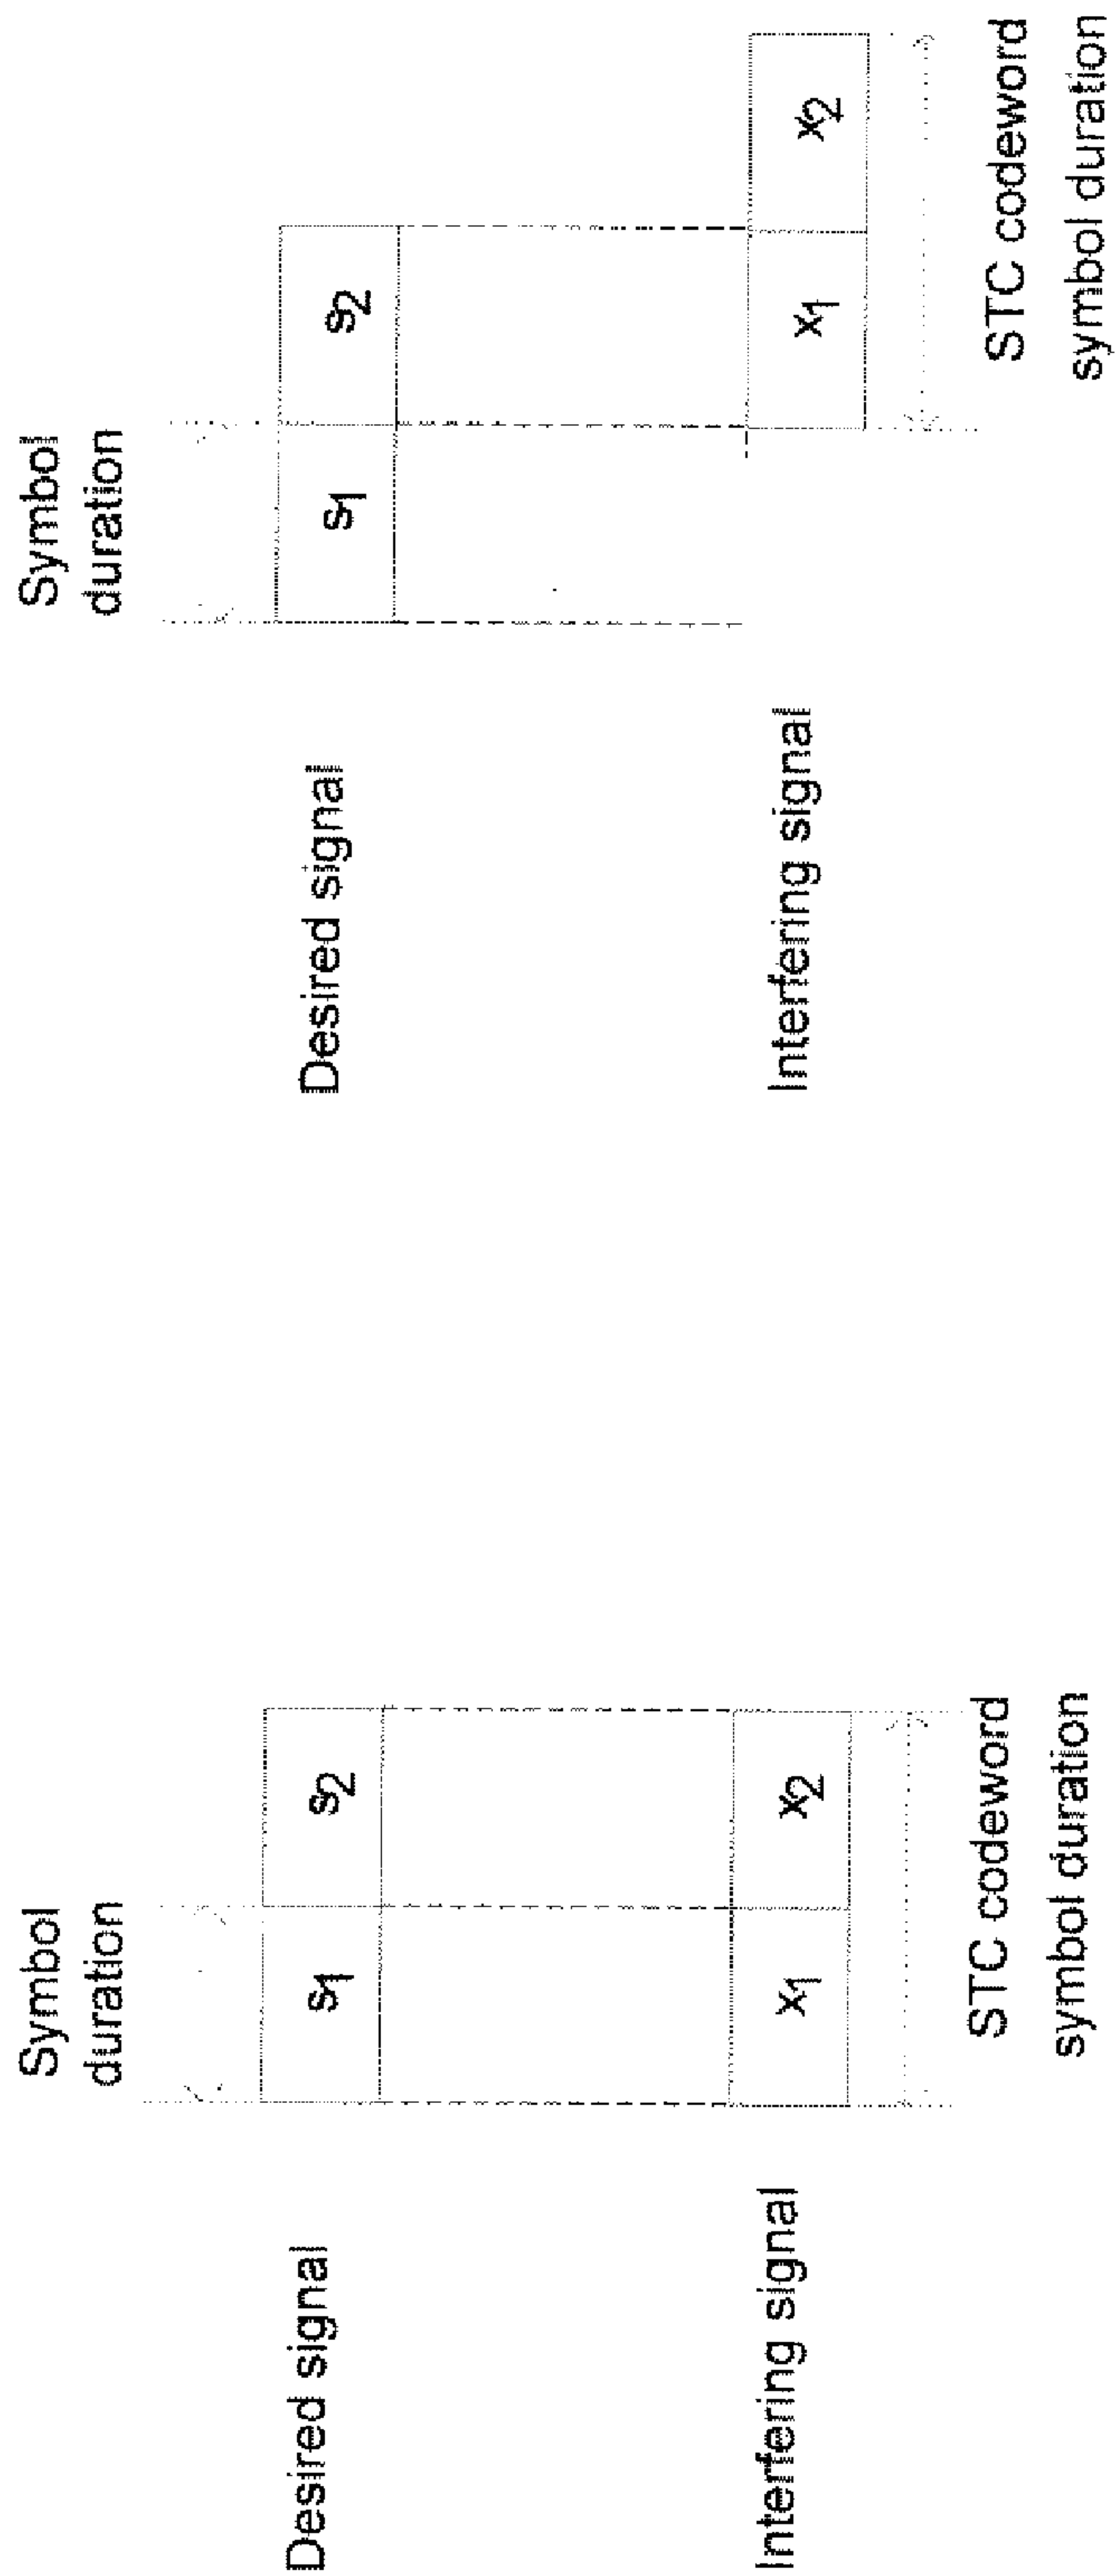 Symbol
duration
Desired signal
s1
s2
Interfering signal
x1
x2
STC codeword
symbol duration
Symbol
duration
Desired signal
s1
s2
Interfering signal
x1
x2
STC codeword
symbol duration